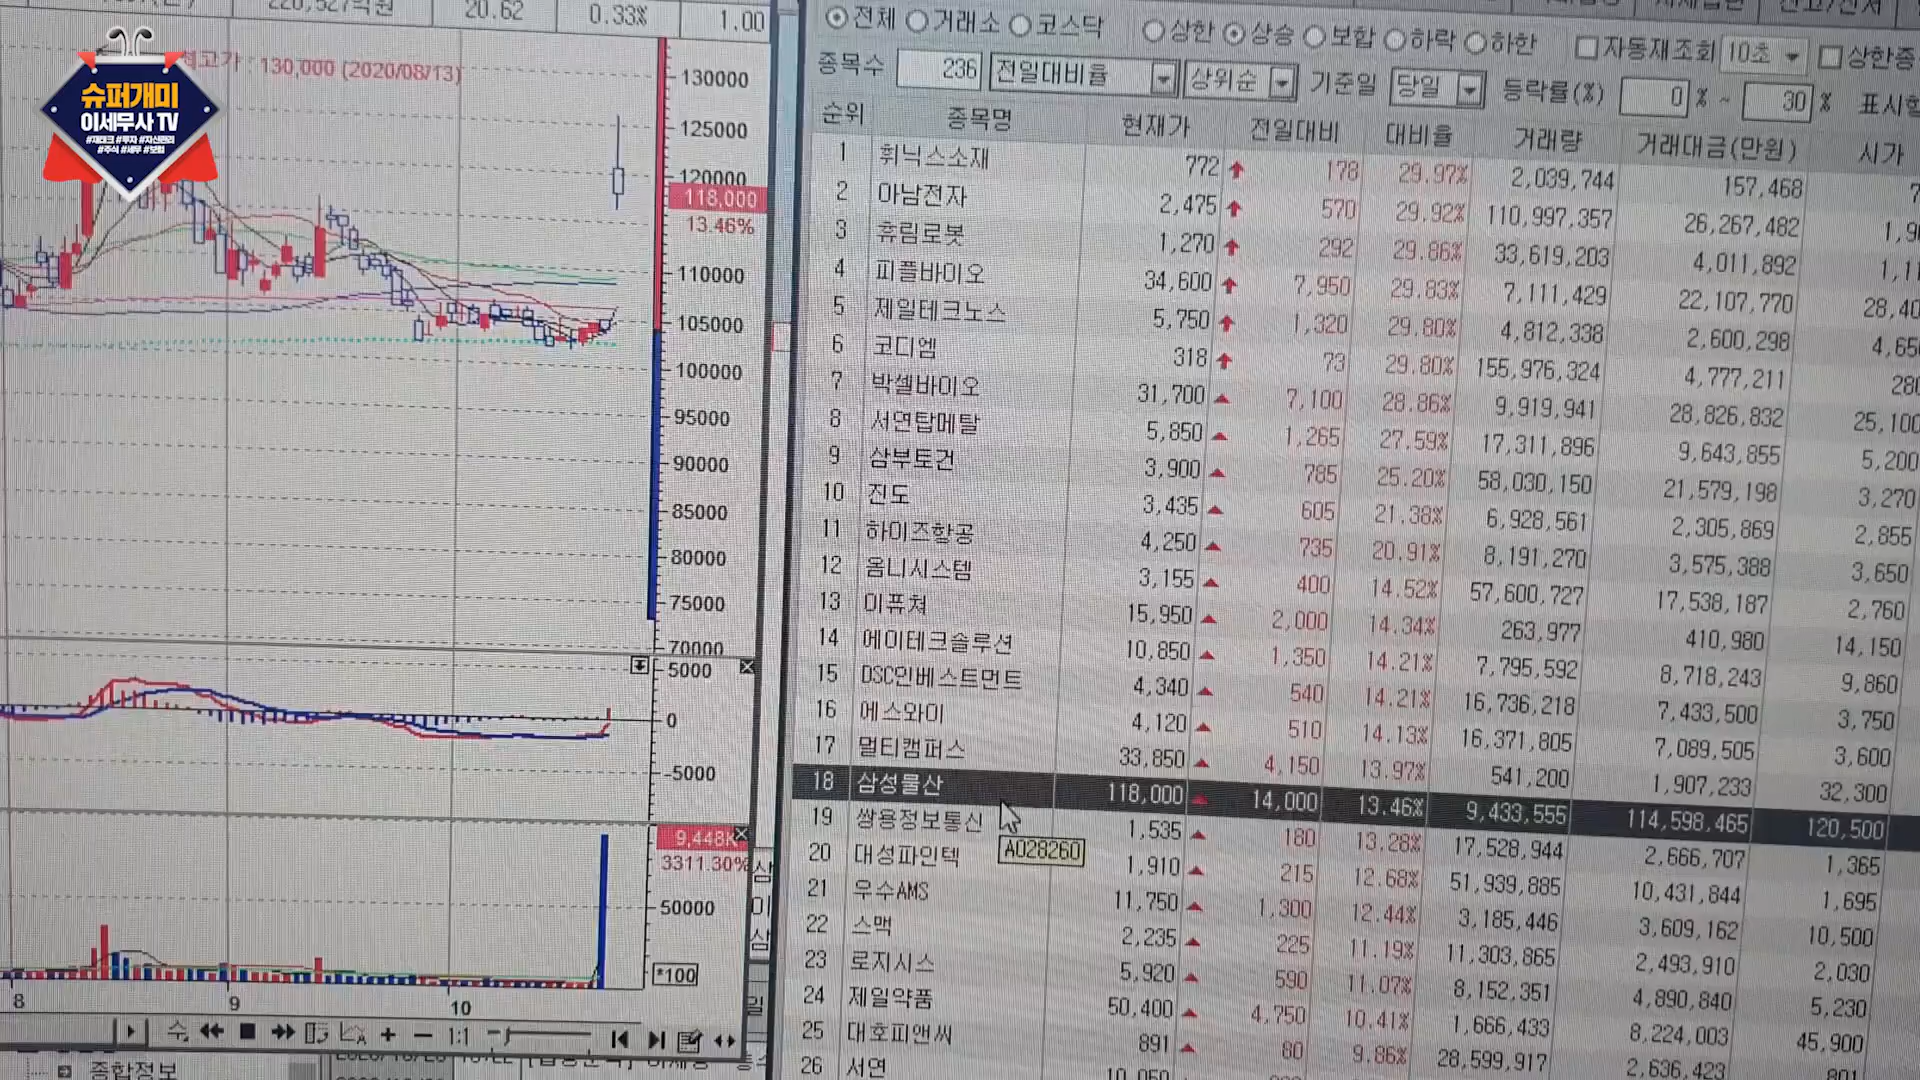 20.62 0.33% 1.00
최고가 : 130,000 (2020/08/13)
슈퍼개미
이세무사 TV
#재테크 #투자 #자산관리
#주식 #세무 #보험
130000
125000
120000
118,000
13.46%
110000
105000
100000
95000
90000
85000
80000
75000
70000
5000
0
-5000
9,448K
3311.30%
50000
*100
8 9 10
1:1
종합정보
전체 거래소 코스닥 상한 상승 보합 하락 하한 자동재조회 10초
종목수 236 전일대비율 상위순 기준일 당일 등락률(%) 0 % ~ 30 %
순위 종목명 현재가 전일대비 대비율 거래량 거래대금(만원) 시가
1 휘닉스소재 772 178 29.97% 2,039,744 157,468
2 아남전자 2,475 570 29.92% 110,997,357 26,267,482
3 휴림로봇 1,270 292 29.86% 33,619,203 4,011,892
4 피플바이오 34,600 7,950 29.83% 7,111,429 22,107,770
5 제일테크노스 5,750 1,320 29.80% 4,812,338 2,600,298
6 코디엠 318 73 29.80% 155,976,324 4,777,211
7 박셀바이오 31,700 7,100 28.86% 9,919,941 28,826,832 25,100
8 서연탑메탈 5,850 1,265 27.59% 17,311,896 9,643,855 5,200
9 삼부토건 3,900 785 25.20% 58,030,150 21,579,198 3,270
10 진도 3,435 605 21.38% 6,928,561 2,305,869 2,855
11 하이즈항공 4,250 735 20.91% 8,191,270 3,575,388 3,650
12 옴니시스템 3,155 400 14.52% 57,600,727 17,538,187 2,760
13 이퓨쳐 15,950 2,000 14.34% 263,977 410,980 14,150
14 에이테크솔루션 10,850 1,350 14.21% 7,795,592 8,718,243 9,860
15 DSC인베스트먼트 4,340 540 14.21% 16,736,218 7,433,500 3,750
16 에스와이 4,120 510 14.13% 16,371,805 7,089,505 3,600
17 멀티캠퍼스 33,850 4,150 13.97% 541,200 1,907,233 32,300
18 삼성물산 118,000 14,000 13.46% 9,433,555 114,598,465 120,500
19 쌍용정보통신 1,535 180 13.28% 17,528,944 2,666,707 1,365
A028260
20 대성파인텍 1,910 215 12.68% 51,939,885 10,431,844 1,695
21 우수AMS 11,750 1,300 12.44% 3,185,446 3,609,162 10,500
22 스맥 2,235 225 11.19% 11,303,865 2,493,910 2,030
23 로지시스 5,920 590 11.07% 8,152,351 4,890,840 5,230
24 제일약품 50,400 4,750 10.41% 1,666,433 8,224,003 45,900
25 대호피앤씨 891 80 9.86% 28,599,917 2,636,423
26 서연